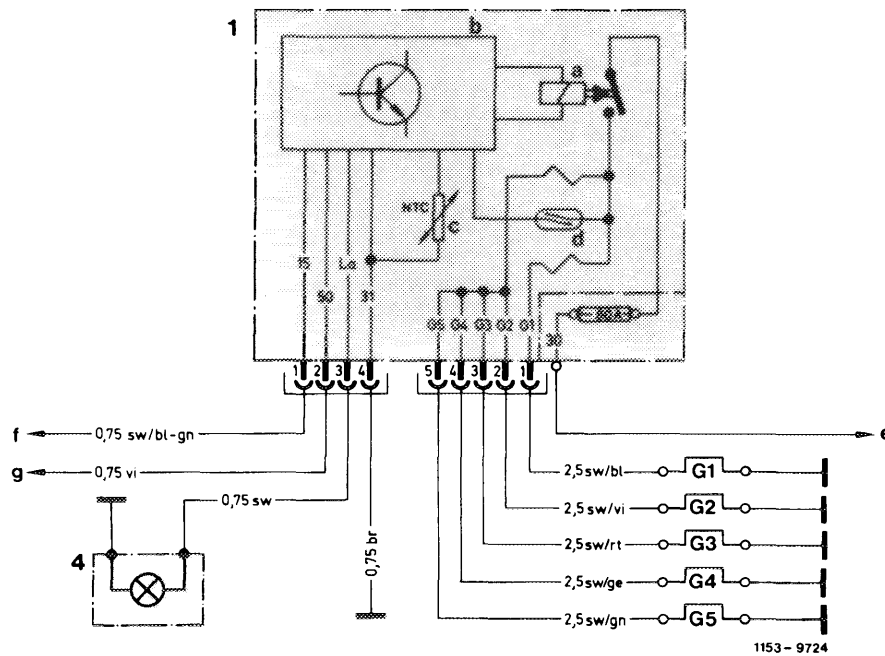 1
b
a
NTC
c
d
15
50
La
31
G5
G4
G3
G2
G1
30
80A
1
2
3
4
5
4
3
2
1
f
0,75 sw/bl-gn
e
g
0,75 vi
2,5 sw/bl
G1
0,75 sw
2,5 sw/vi
G2
2,5 sw/rt
G3
4
0,75 br
2,5 sw/ge
G4
2,5 sw/gn
G5
1153-9724